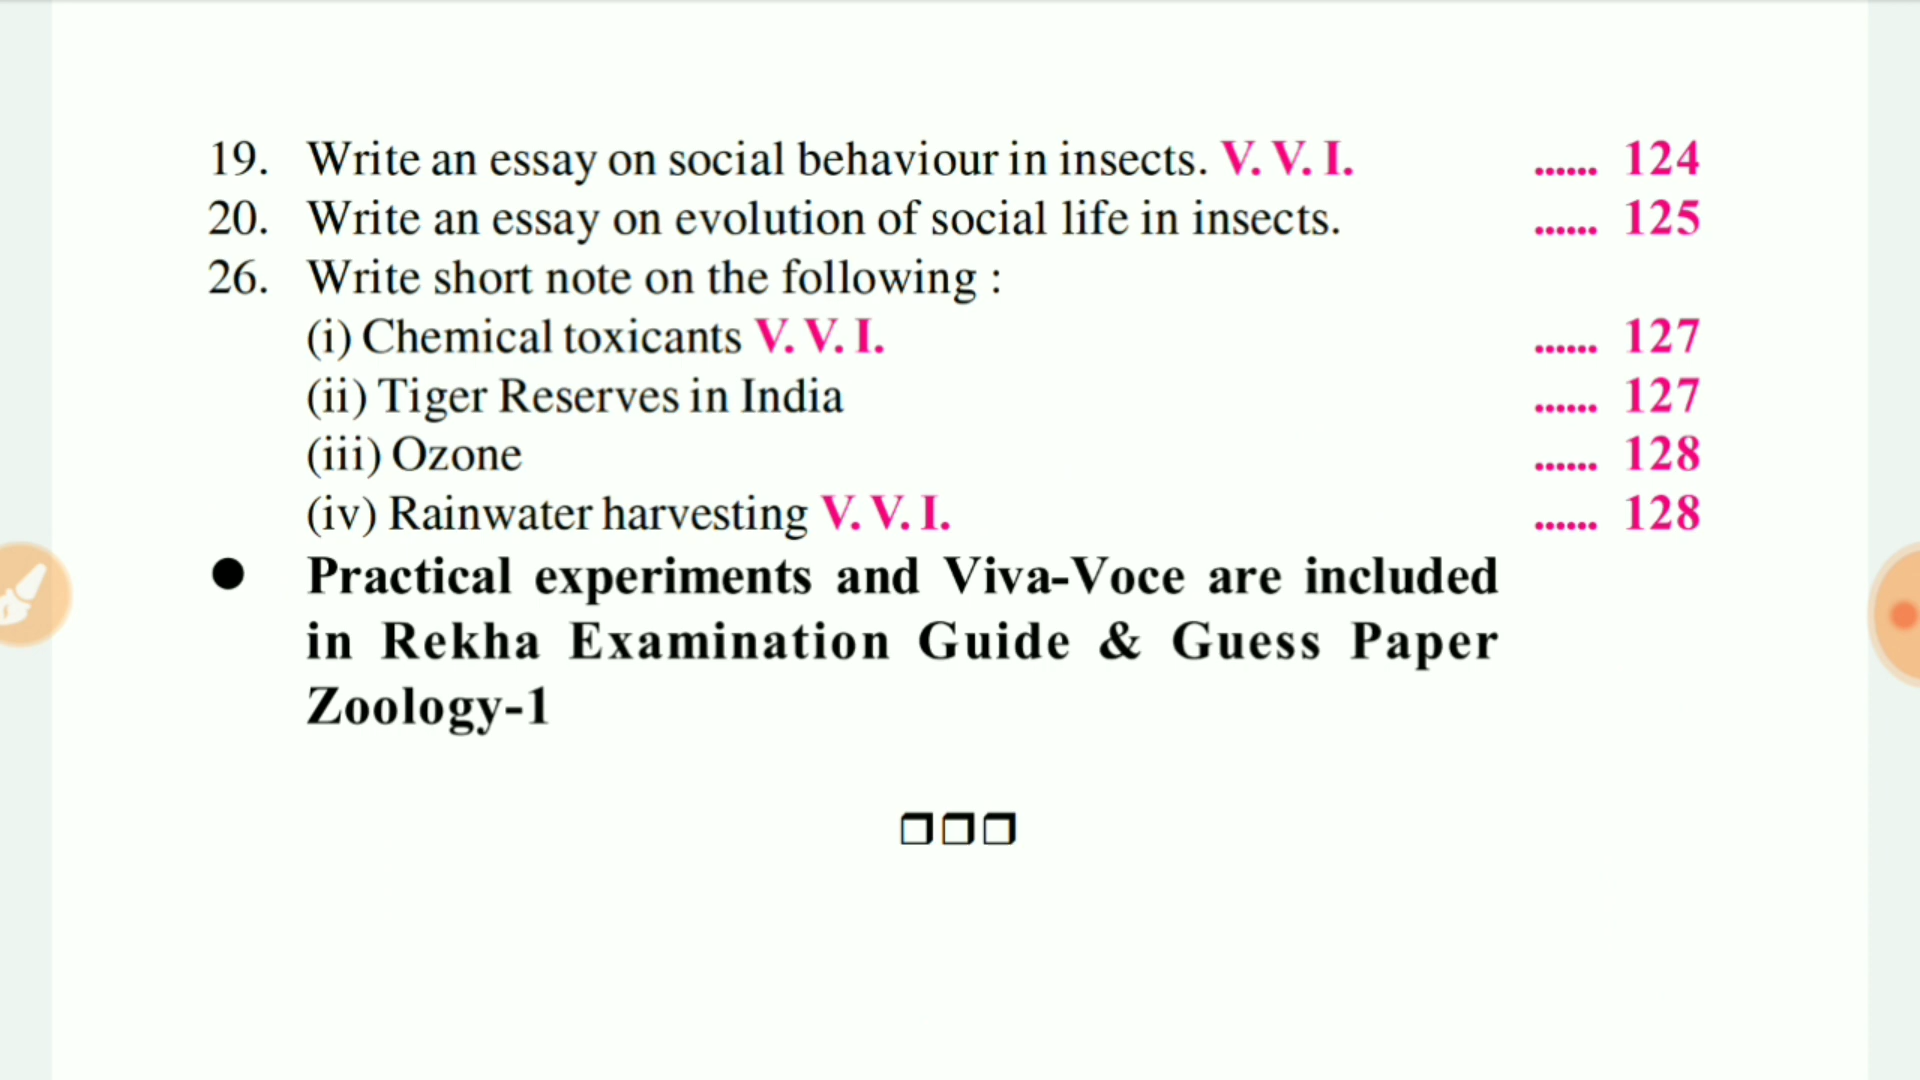 19. Write an essay on social behaviour in insects. V. V. I. ...... 124
20. Write an essay on evolution of social life in insects. ...... 125
26. Write short note on the following :
(i) Chemical toxicants V. V. I. ...... 127
(ii) Tiger Reserves in India ...... 127
(iii) Ozone ...... 128
(iv) Rainwater harvesting V. V. I. ...... 128
● Practical experiments and Viva-Voce are included
in Rekha Examination Guide & Guess Paper
Zoology-1
❒❒❒